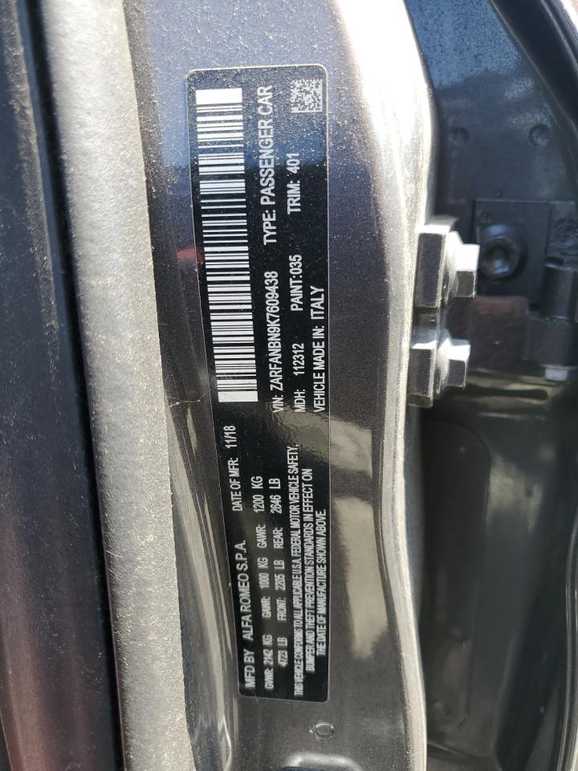 MFD BY ALFA ROMEO S.P.A. DATE OF MFR: 11/18
GVWR: 2142 KG GAWR: 1000 KG GAWR: 1200 KG
4723 LB FRONT: 2205 LB REAR: 2646 LB
THIS VEHICLE CONFORMS TO ALL APPLICABLE U.S.A. FEDERAL MOTOR VEHICLE SAFETY,
BUMPER AND THEFT PREVENTION STANDARDS IN EFFECT ON
THE DATE OF MANUFACTURE SHOWN ABOVE.
VIN: ZARFANBN9K7609438 TYPE: PASSENGER CAR
MDH: 112312 PAINT:035 TRIM: 401
VEHICLE MADE IN: ITALY